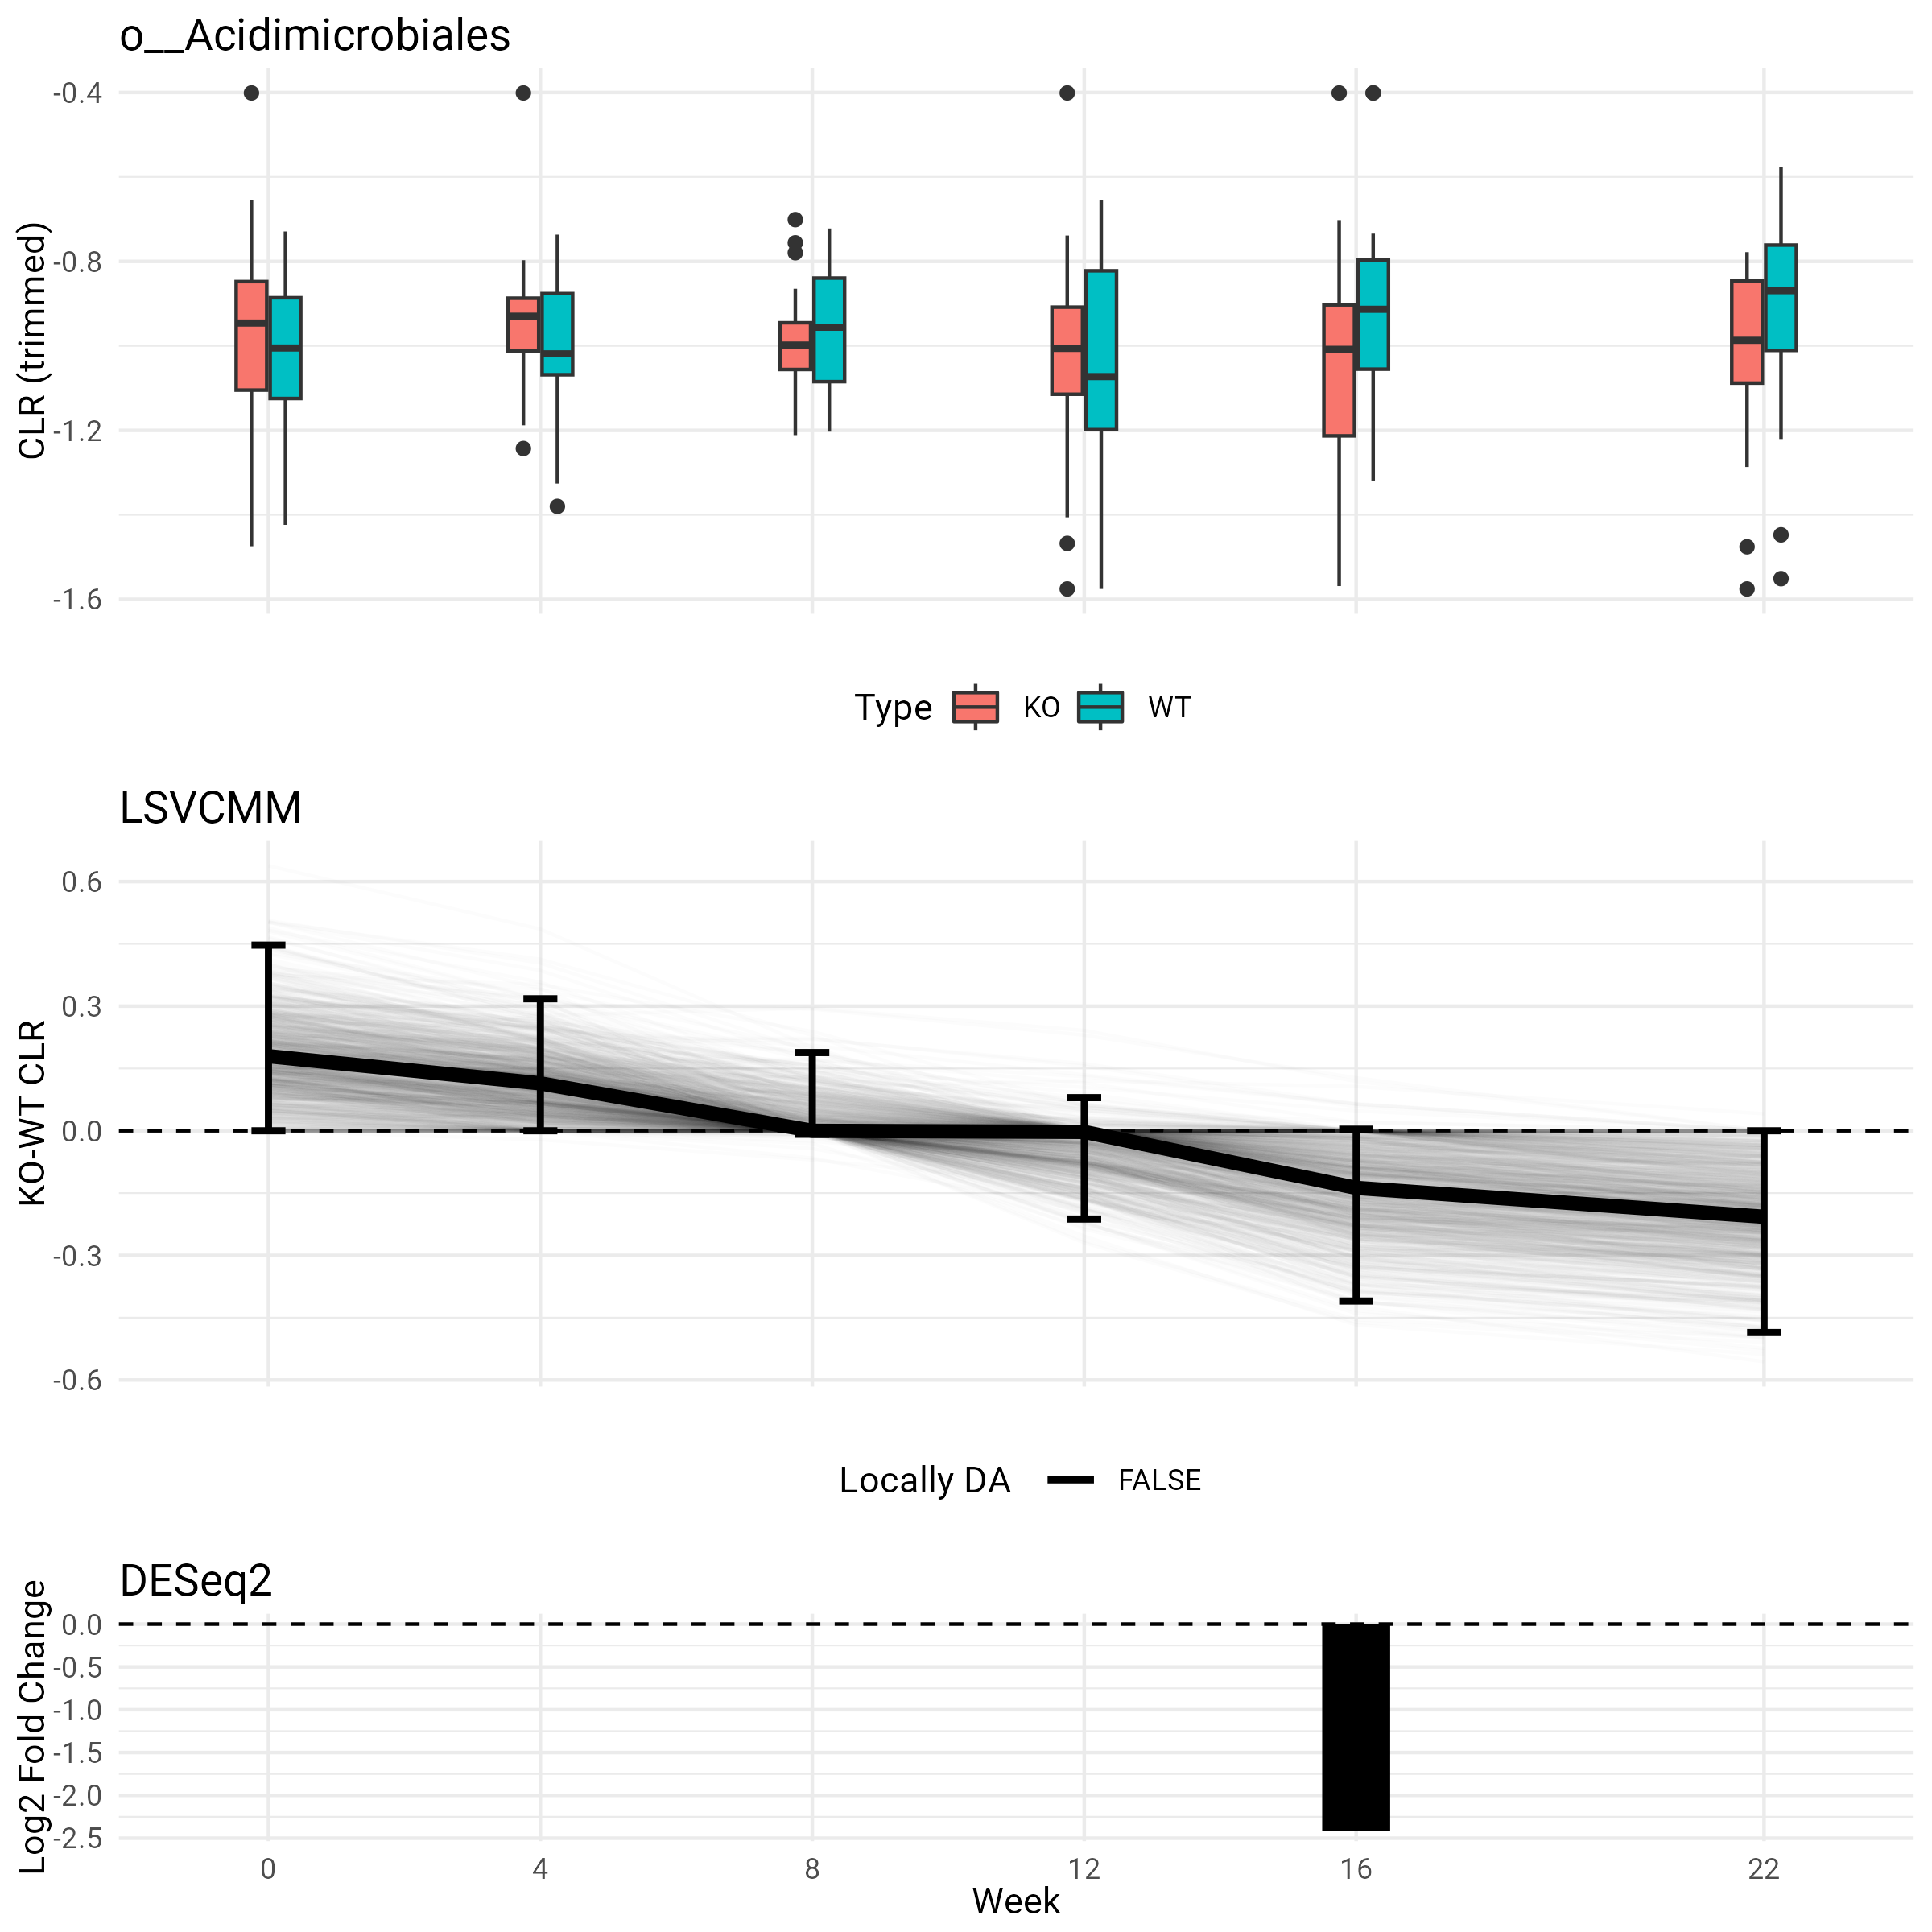 o__Acidimicrobiales
CLR (trimmed)
-0.4
-0.8
-1.2
-1.6
Type KO WT
LSVCMM
KO-WT CLR
0.6
0.3
0.0
-0.3
-0.6
Locally DA FALSE
DESeq2
Log2 Fold Change
0.0
-0.5
-1.0
-1.5
-2.0
-2.5
0 4 8 12 16 22
Week